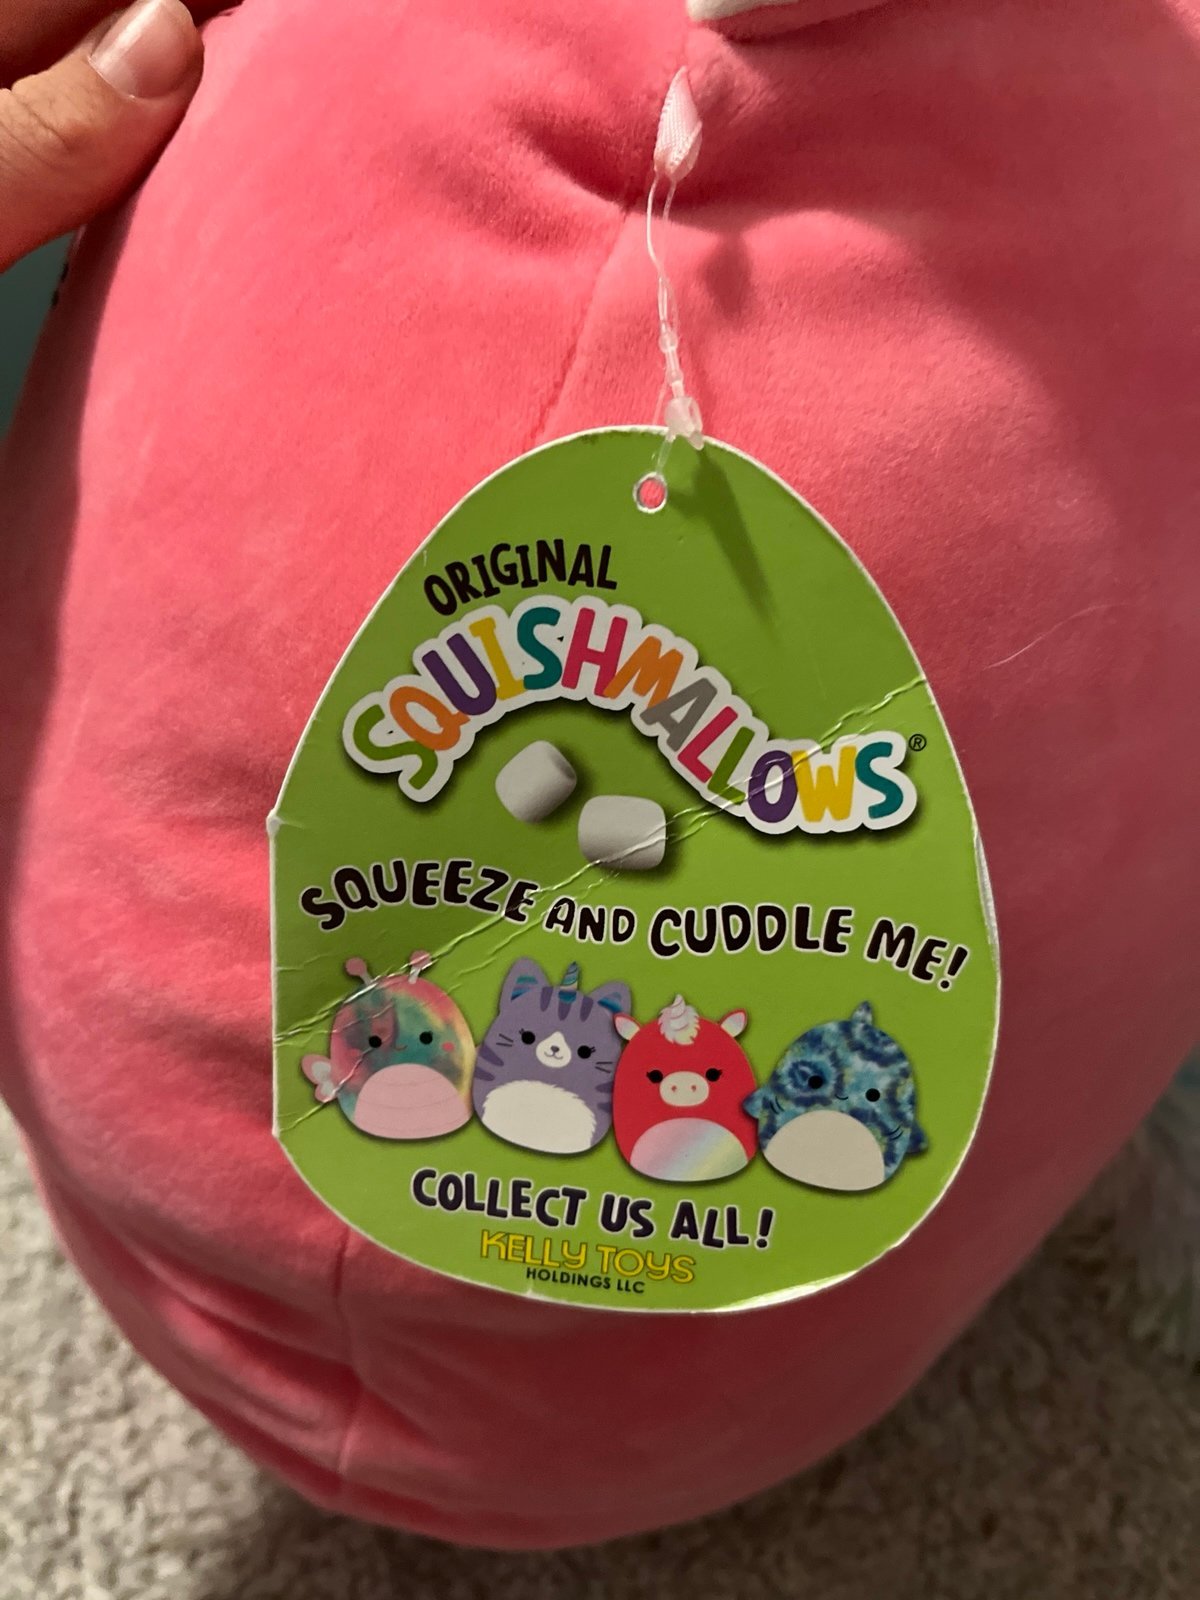 ORIGINAL
SQUISHMALLOWS®
SQUEEZE AND CUDDLE ME!
COLLECT US ALL!
KELLY TOYS
HOLDINGS LLC